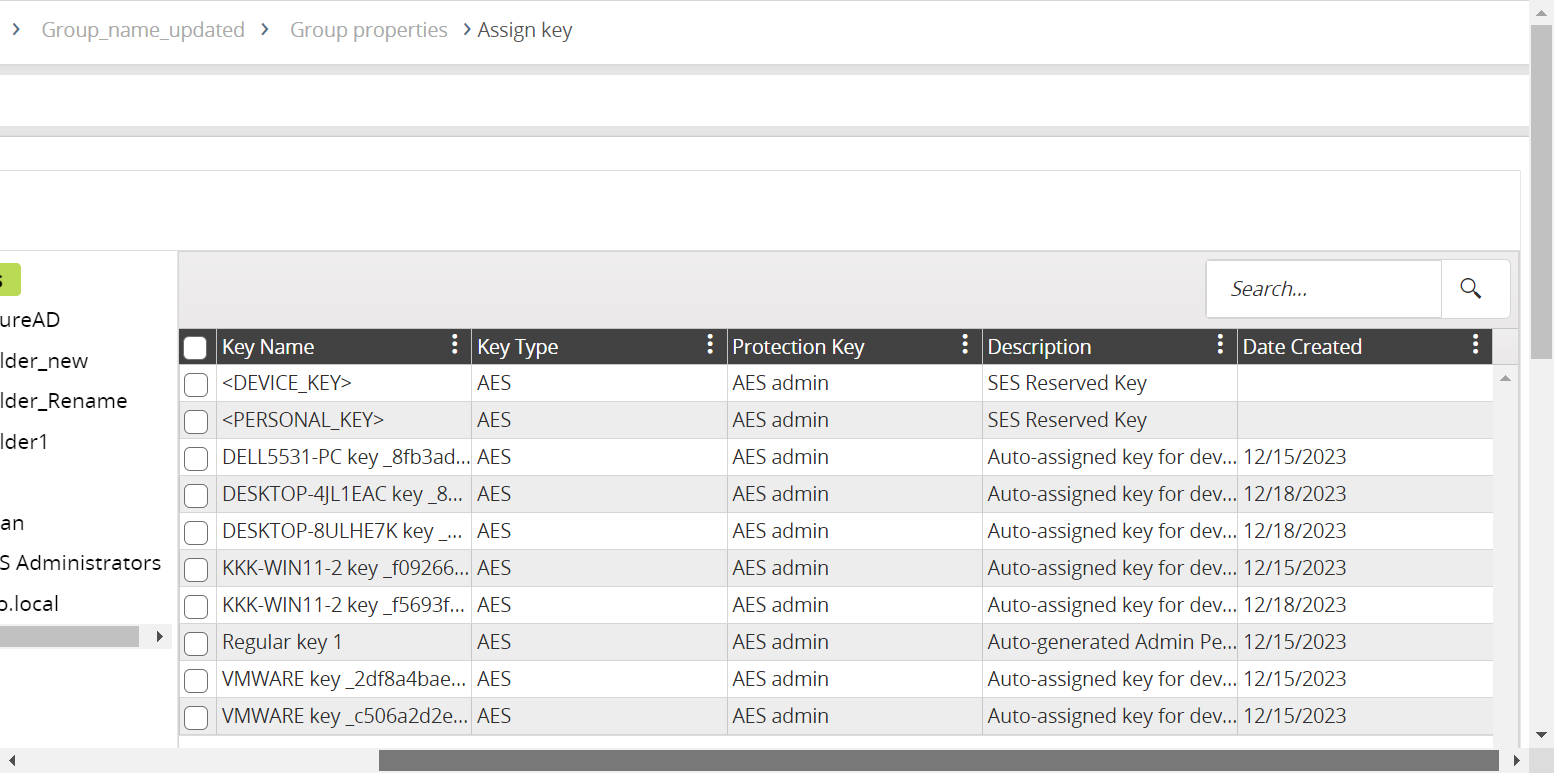 Group_name_updated Group properties Assign key
Search...
Key Name Key Type Protection Key Description Date Created
<DEVICE_KEY> AES AES admin SES Reserved Key
<PERSONAL_KEY> AES AES admin SES Reserved Key
DELL5531-PC key _8fb3ad... AES AES admin Auto-assigned key for dev... 12/15/2023
DESKTOP-4JL1EAC key _8... AES AES admin Auto-assigned key for dev... 12/18/2023
DESKTOP-8ULHE7K key _... AES AES admin Auto-assigned key for dev... 12/18/2023
KKK-WIN11-2 key _f09266... AES AES admin Auto-assigned key for dev... 12/15/2023
KKK-WIN11-2 key _f5693f... AES AES admin Auto-assigned key for dev... 12/18/2023
Regular key 1 AES AES admin Auto-generated Admin Pe... 12/15/2023
VMWARE key _2df8a4bae... AES AES admin Auto-assigned key for dev... 12/15/2023
VMWARE key _c506a2d2e... AES AES admin Auto-assigned key for dev... 12/15/2023
ureAD
lder_new
lder_Rename
lder1
an
S Administrators
o.local